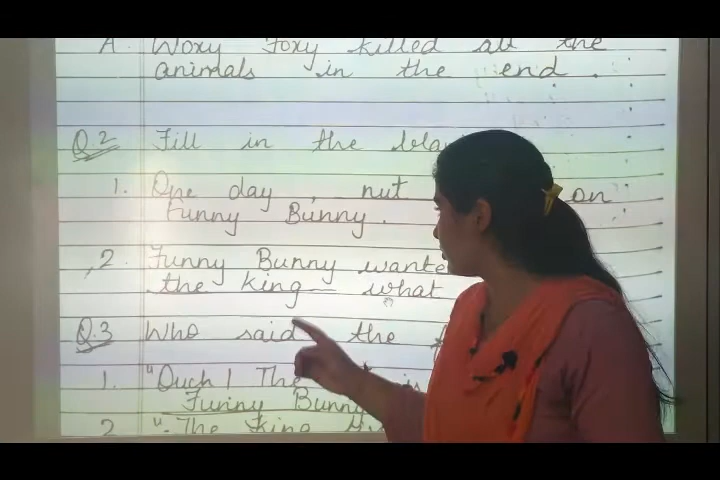 A. Woxy Foxy killed all the
animals in the end.
Q.2 Fill in the
1. One day, nut on
Funny Bunny.
2. Funny Bunny
the king what
Q.3 Who said the
1. "Ouch! The is
Funny Bunny
2. "The King